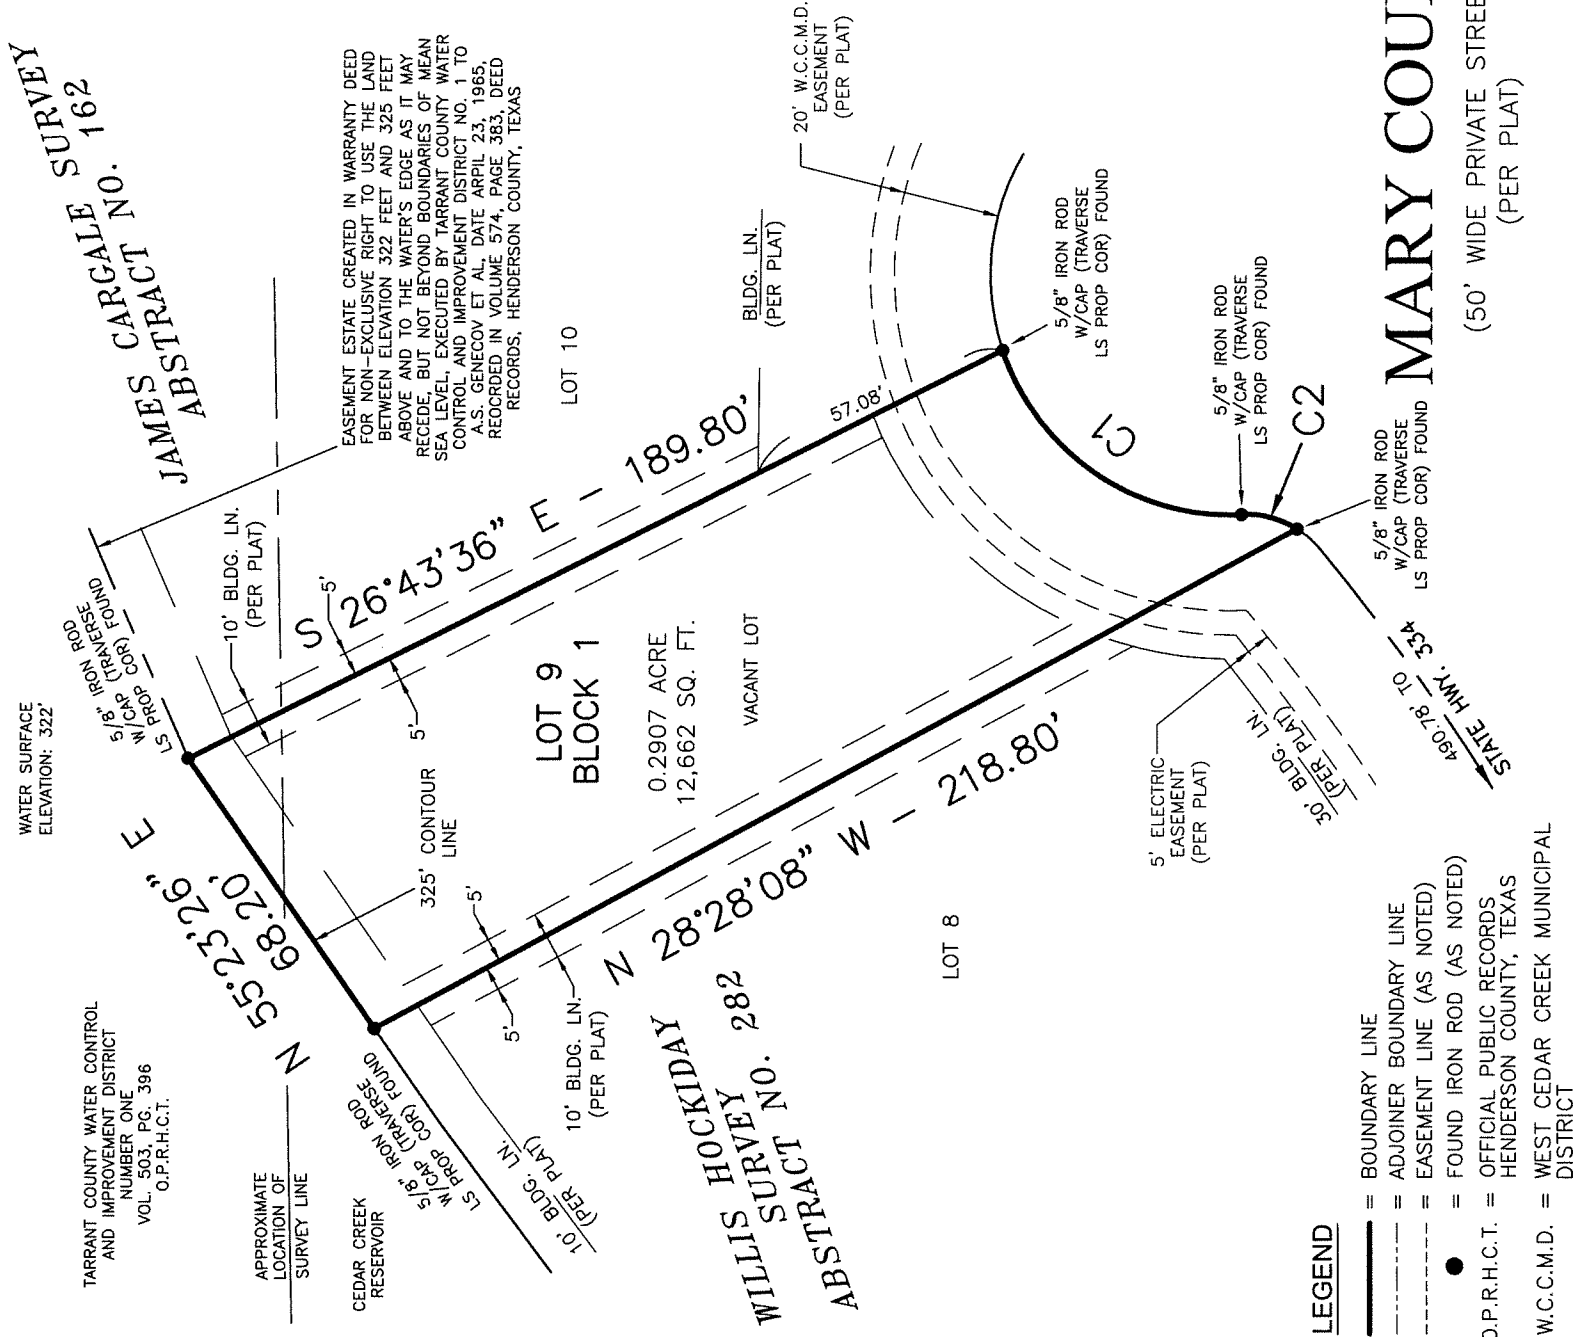 WATER SURFACE
ELEVATION: 322'
JAMES CARGALE SURVEY
ABSTRACT NO. 162
TARRANT COUNTY WATER CONTROL
AND IMPROVEMENT DISTRICT
NUMBER ONE
VOL. 503, PG. 396
O.P.R.H.C.T.
APPROXIMATE
LOCATION OF
SURVEY LINE
CEDAR CREEK
RESERVOIR
N 55°23'26" E
68.20'
5/8" IRON ROD
W/CAP (TRAVERSE
LS PROP COR) FOUND
10' BLDG. LN.
(PER PLAT)
EASEMENT ESTATE CREATED IN WARRANTY DEED
FOR NON-EXCLUSIVE RIGHT TO USE THE LAND
BETWEEN ELEVATION 322 FEET AND 325 FEET
ABOVE AND TO THE WATER'S EDGE AS IT MAY
RECEDE, BUT NOT BEYOND BOUNDARIES OF MEAN
SEA LEVEL, EXECUTED BY TARRANT COUNTY WATER
CONTROL AND IMPROVEMENT DISTRICT NO. 1 TO
A.S. GENECOV ET AL, DATE ARPIL 23, 1965,
REOCRDED IN VOLUME 574, PAGE 383, DEED
RECORDS, HENDERSON COUNTY, TEXAS
5/8" IRON ROD
W/CAP (TRAVERSE
LS PROP COR) FOUND
10' BLDG. LN.
(PER PLAT)
325' CONTOUR
LINE
S 26°43'36" E - 189.80'
5'
5'
5'
5'
10' BLDG. LN.
(PER PLAT)
LOT 10
LOT 9
BLOCK 1
0.2907 ACRE
12,662 SQ. FT.
VACANT LOT
BLDG. LN.
(PER PLAT)
57.08'
20' W.C.C.M.D.
EASEMENT
(PER PLAT)
WILLIS HOCKIDAY
SURVEY
ABSTRACT NO. 282
N 28°28'08" W - 218.80'
LOT 8
5/8" IRON ROD
W/CAP (TRAVERSE
LS PROP COR) FOUND
C1
5' ELECTRIC
EASEMENT
(PER PLAT)
30' BLDG. LN.
(PER PLAT)
5/8" IRON ROD
W/CAP (TRAVERSE
LS PROP COR) FOUND
C2
5/8" IRON ROD
W/CAP (TRAVERSE
LS PROP COR) FOUND
490.78' TO
STATE HWY. 334
MARY COU
(50' WIDE PRIVATE STREE
(PER PLAT)
LEGEND
= BOUNDARY LINE
= ADJOINER BOUNDARY LINE
= EASEMENT LINE (AS NOTED)
= FOUND IRON ROD (AS NOTED)
O.P.R.H.C.T. = OFFICIAL PUBLIC RECORDS
HENDERSON COUNTY, TEXAS
W.C.C.M.D. = WEST CEDAR CREEK MUNICIPAL
DISTRICT